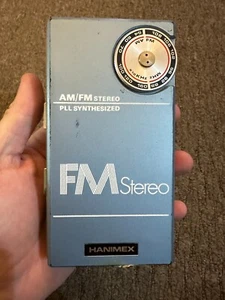 AM/FM STEREO
PLL SYNTHESIZED
FM Stereo
HANIMEX